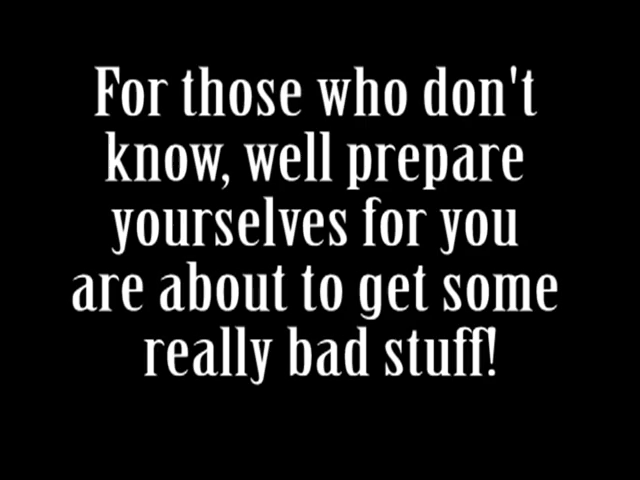 For those who don't
know, well prepare
yourselves for you
are about to get some
really bad stuff!